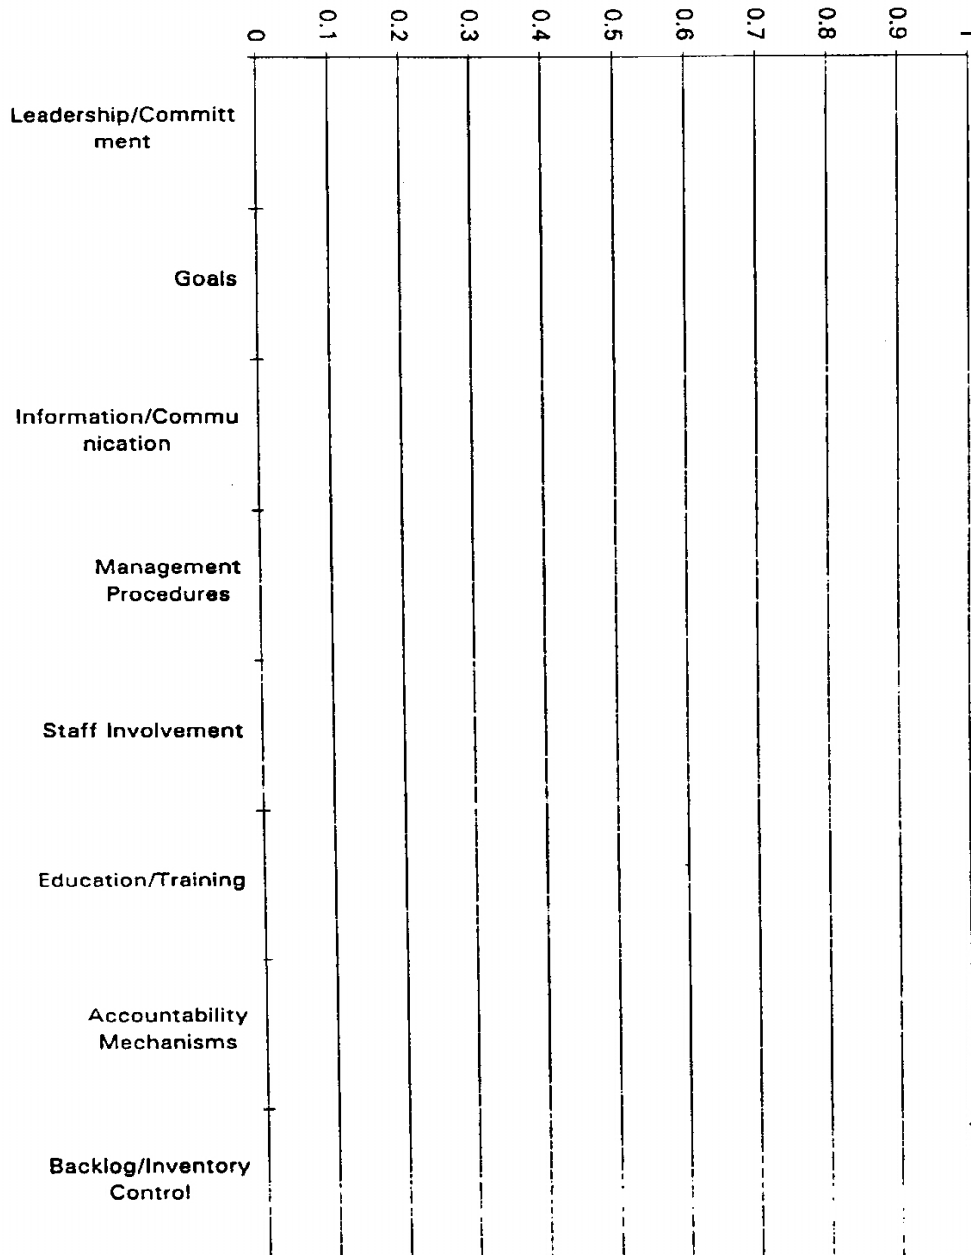 0
0.1
0.2
0.3
0.4
0.5
0.6
0.7
0.8
0.9
1
Leadership/Committ
ment
Goals
Information/Commu
nication
Management
Procedures
Staff Involvement
Education/Training
Accountability
Mechanisms
Backlog/Inventory
Control